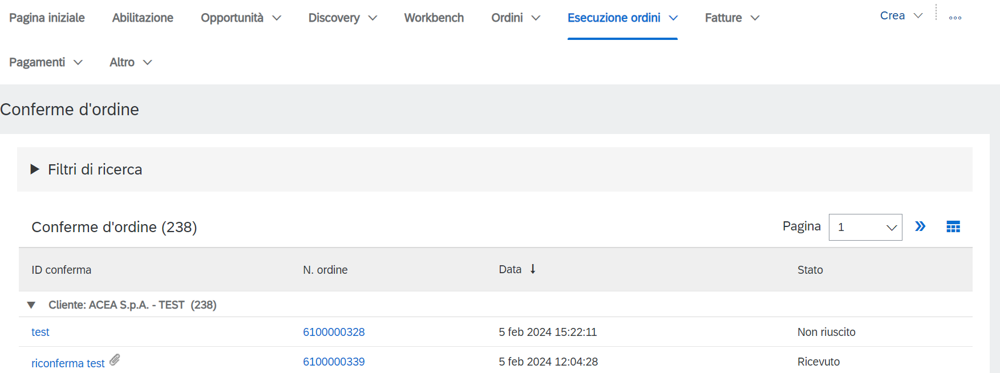 Pagina iniziale Abilitazione Opportunità Discovery Workbench Ordini Esecuzione ordini Fatture Crea
Pagamenti Altro
Conferme d'ordine
Filtri di ricerca
Conferme d'ordine (238) Pagina 1
ID conferma N. ordine Data Stato
Cliente: ACEA S.p.A. - TEST (238)
test 6100000328 5 feb 2024 15:22:11 Non riuscito
riconferma test 6100000339 5 feb 2024 12:04:28 Ricevuto